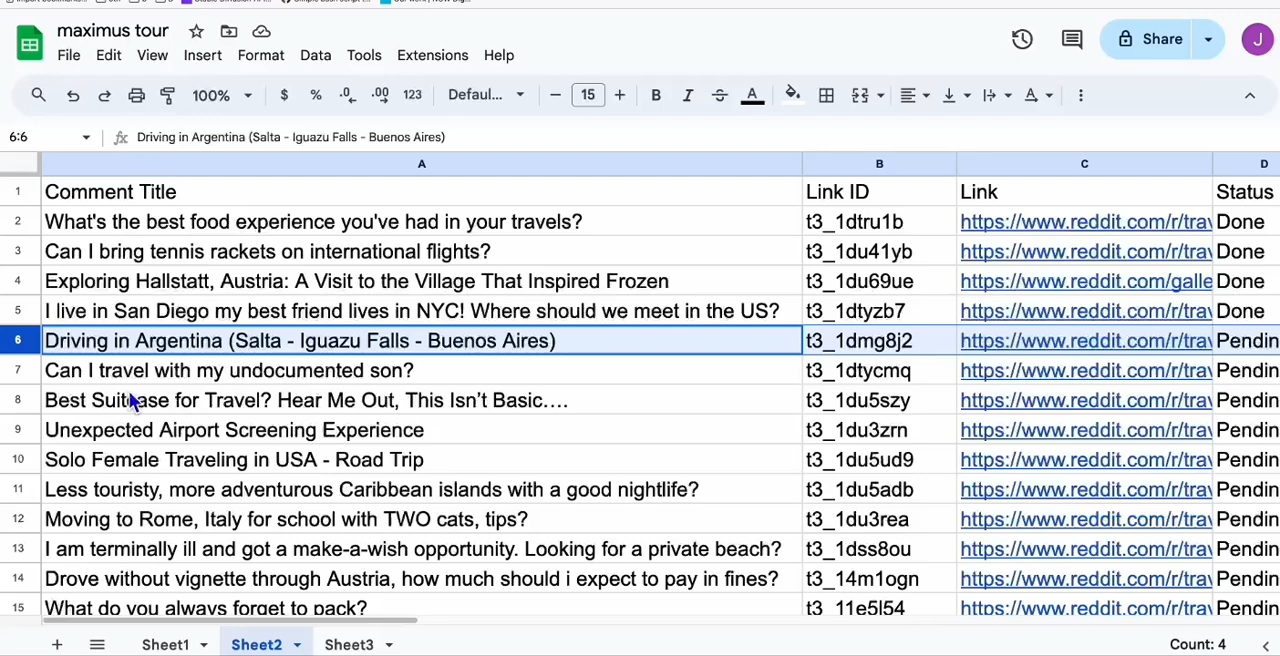 maximus tour
File Edit View Insert Format Data Tools Extensions Help
Share
J
100% $ % .0 .00 123 Defaul... 15 B I A
6:6 fx Driving in Argentina (Salta - Iguazu Falls - Buenos Aires)
A B C D
1 Comment Title Link ID Link Status
2 What's the best food experience you've had in your travels? t3_1dtru1b https://www.reddit.com/r/trav Done
3 Can I bring tennis rackets on international flights? t3_1du41yb https://www.reddit.com/r/trav Done
4 Exploring Hallstatt, Austria: A Visit to the Village That Inspired Frozen t3_1du69ue https://www.reddit.com/galle Done
5 I live in San Diego my best friend lives in NYC! Where should we meet in the US? t3_1dtyzb7 https://www.reddit.com/r/trav Done
6 Driving in Argentina (Salta - Iguazu Falls - Buenos Aires) t3_1dmg8j2 https://www.reddit.com/r/trav Pendin
7 Can I travel with my undocumented son? t3_1dtycmq https://www.reddit.com/r/trav Pendin
8 Best Suitcase for Travel? Hear Me Out, This Isn't Basic…. t3_1du5szy https://www.reddit.com/r/trav Pendin
9 Unexpected Airport Screening Experience t3_1du3zrn https://www.reddit.com/r/trav Pendin
10 Solo Female Traveling in USA - Road Trip t3_1du5ud9 https://www.reddit.com/r/trav Pendin
11 Less touristy, more adventurous Caribbean islands with a good nightlife? t3_1du5adb https://www.reddit.com/r/trav Pendin
12 Moving to Rome, Italy for school with TWO cats, tips? t3_1du3rea https://www.reddit.com/r/trav Pendin
13 I am terminally ill and got a make-a-wish opportunity. Looking for a private beach? t3_1dss8ou https://www.reddit.com/r/trav Pendin
14 Drove without vignette through Austria, how much should i expect to pay in fines? t3_14m1ogn https://www.reddit.com/r/trav Pendin
15 What do you always forget to pack? t3_11e5l54 https://www.reddit.com/r/trav Pendin
Sheet1 Sheet2 Sheet3 Count: 4